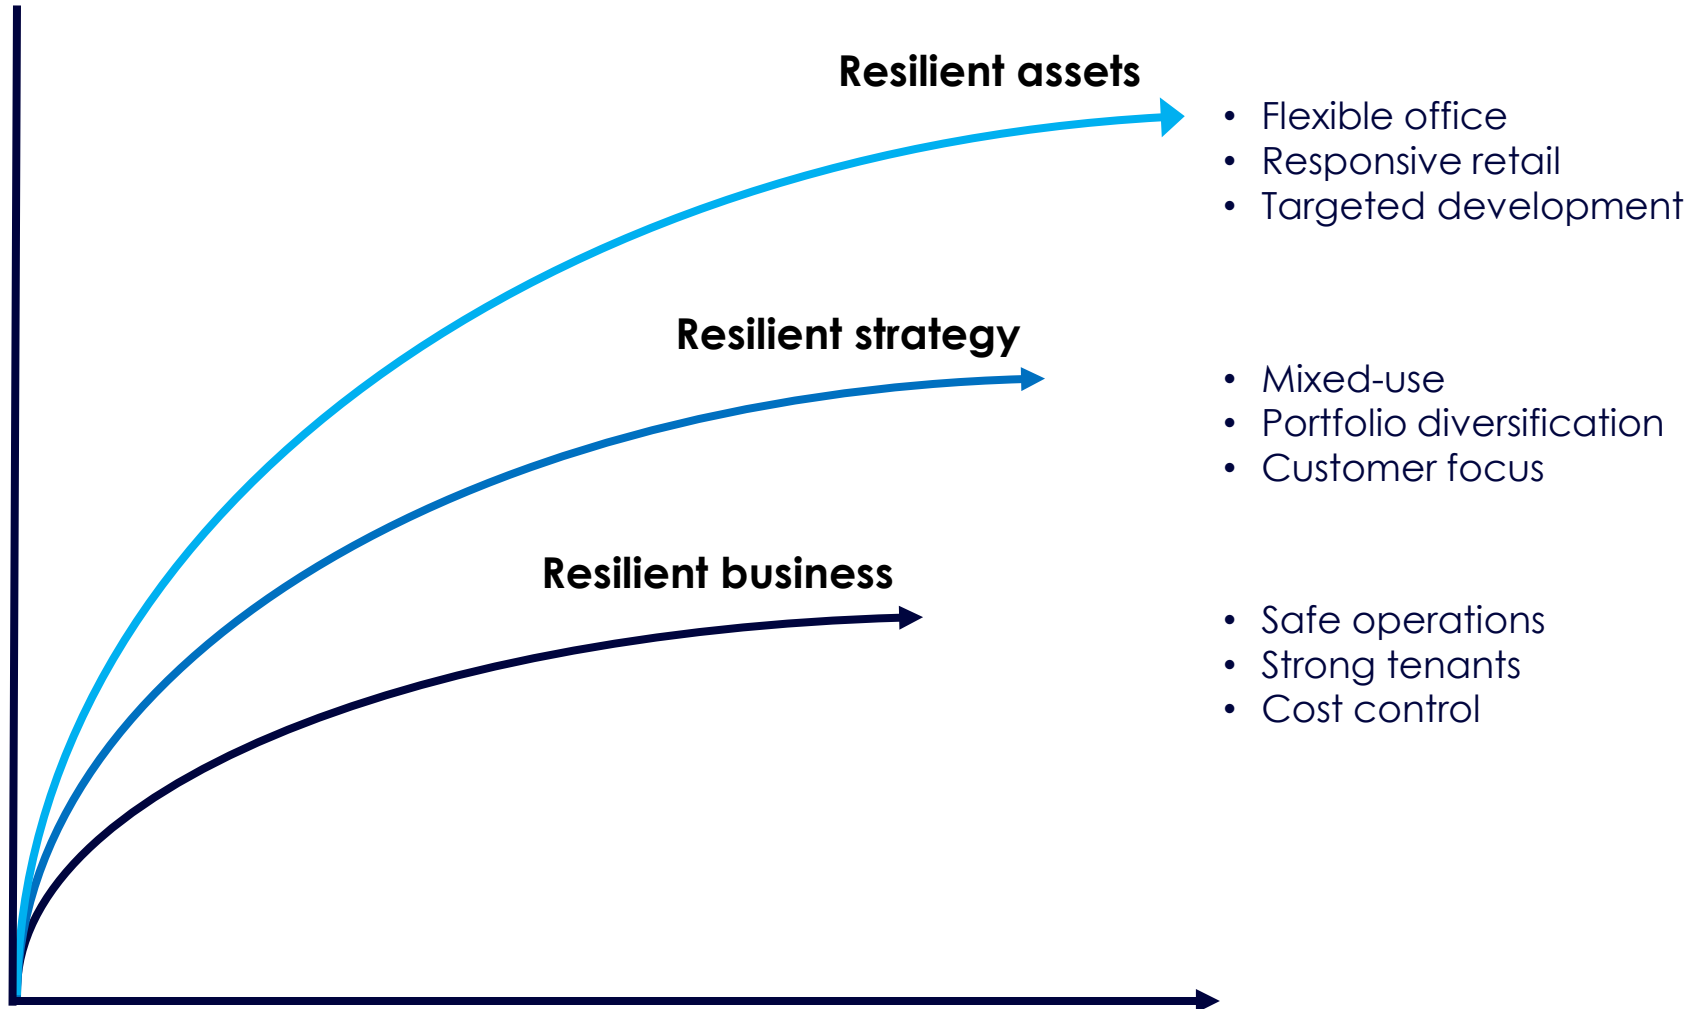 Resilient assets
• Flexible office
• Responsive retail
• Targeted development
Resilient strategy
• Mixed-use
• Portfolio diversification
• Customer focus
Resilient business
• Safe operations
• Strong tenants
• Cost control